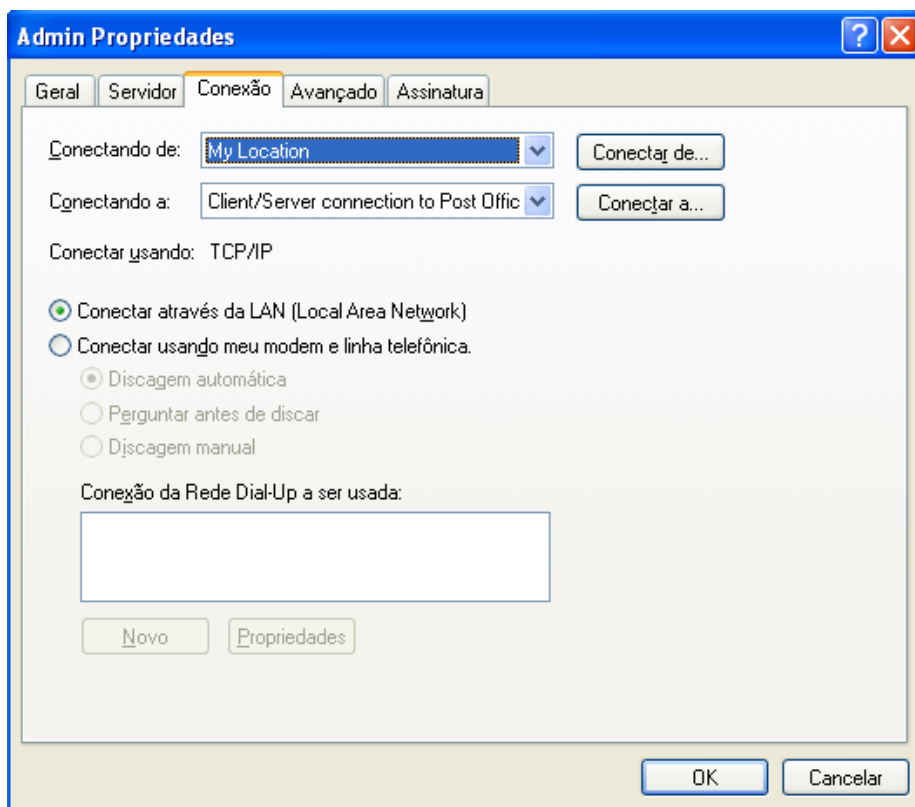 Admin Propriedades
Geral Servidor Conexão Avançado Assinatura
Conectando de: My Location Conectar de...
Conectando a: Client/Server connection to Post Offic Conectar a...
Conectar usando: TCP/IP
Conectar através da LAN (Local Area Network)
Conectar usando meu modem e linha telefônica.
Discagem automática
Perguntar antes de discar
Discagem manual
Conexão da Rede Dial-Up a ser usada:
Novo Propriedades
OK Cancelar